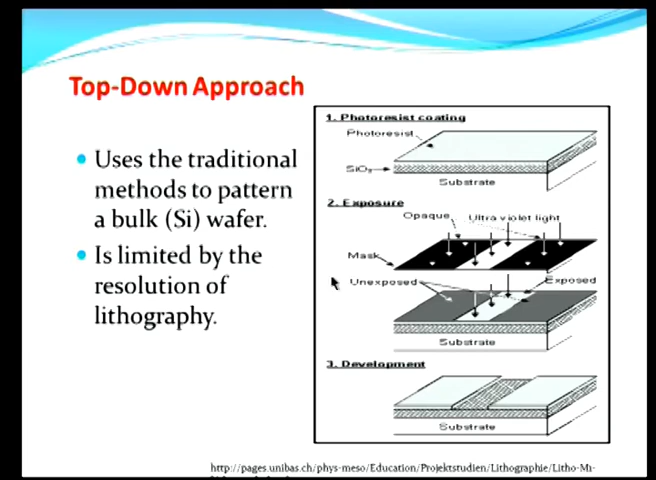 Top-Down Approach
Uses the traditional
methods to pattern
a bulk (Si) wafer.
Is limited by the
resolution of
lithography.
1. Photoresist coating
Photoresist
SiO₂
Substrate
2. Exposure
Opaque
Ultra violet light
Mask
Unexposed
Exposed
Substrate
3. Development
Substrate
http://pages.unibas.ch/phys-meso/Education/Projektstudien/Lithographie/Litho-M1-